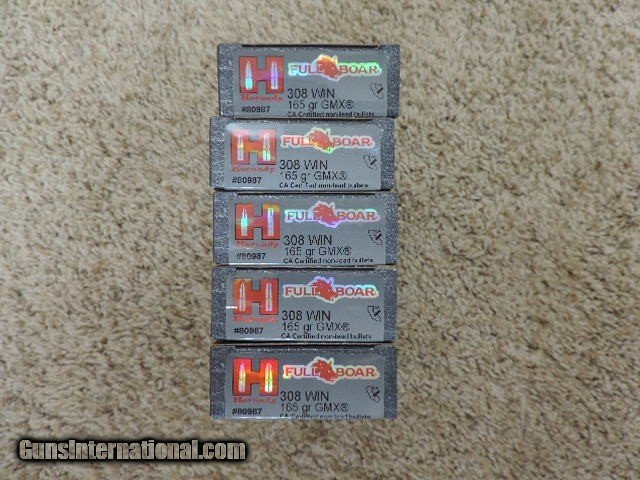 FULL BOAR
308 WIN
165 gr GMX®
CA Certified non-lead bullets
Hornady
#80987
FULL BOAR
308 WIN
165 gr GMX®
CA Certified non-lead bullets
Hornady
#80987
FULL BOAR
308 WIN
165 gr GMX®
CA Certified non-lead bullets
Hornady
#80987
FULL BOAR
308 WIN
165 gr GMX®
CA Certified non-lead bullets
Hornady
#80987
FULL BOAR
308 WIN
165 gr GMX®
CA Certified non-lead bullets
Hornady
#80987
GunsInternational.com